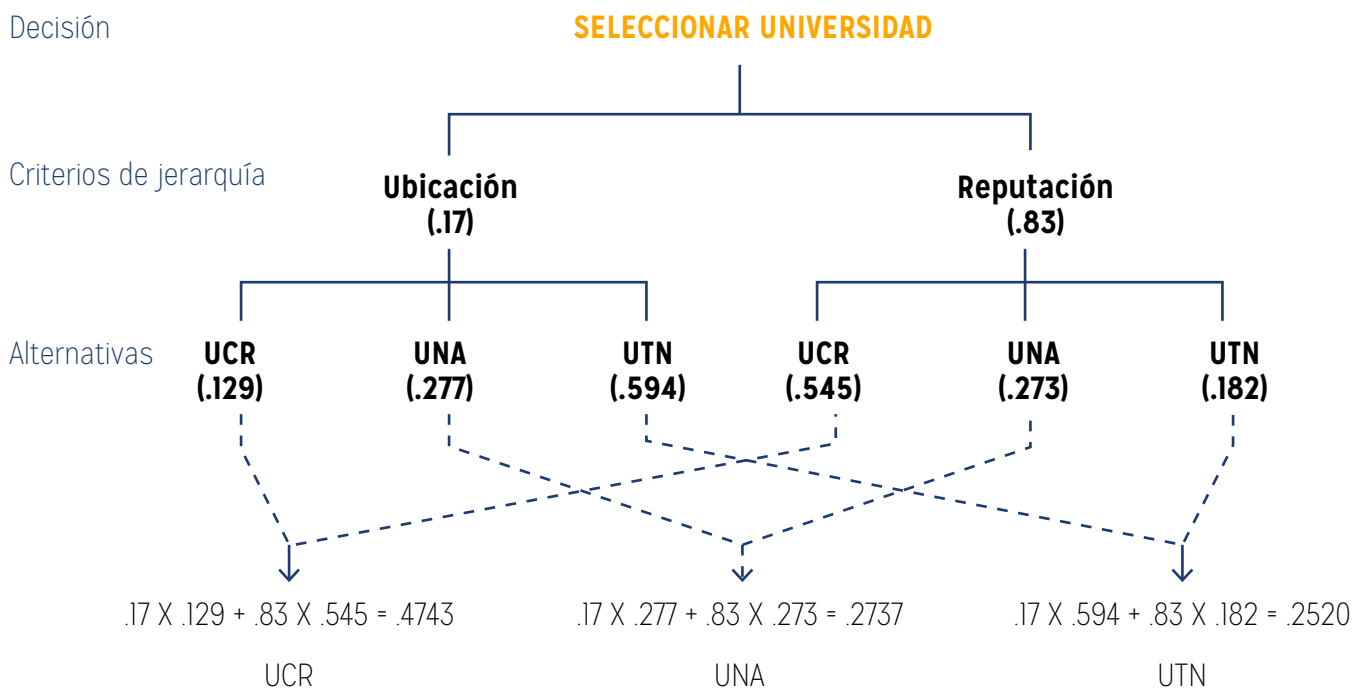 Decisión
SELECCIONAR UNIVERSIDAD
Criterios de jerarquía
Ubicación
(.17)
Reputación
(.83)
Alternativas
UCR
(.129)
UNA
(.277)
UTN
(.594)
UCR
(.545)
UNA
(.273)
UTN
(.182)
.17 X .129 + .83 X .545 = .4743
UCR
.17 X .277 + .83 X .273 = .2737
UNA
.17 X .594 + .83 X .182 = .2520
UTN